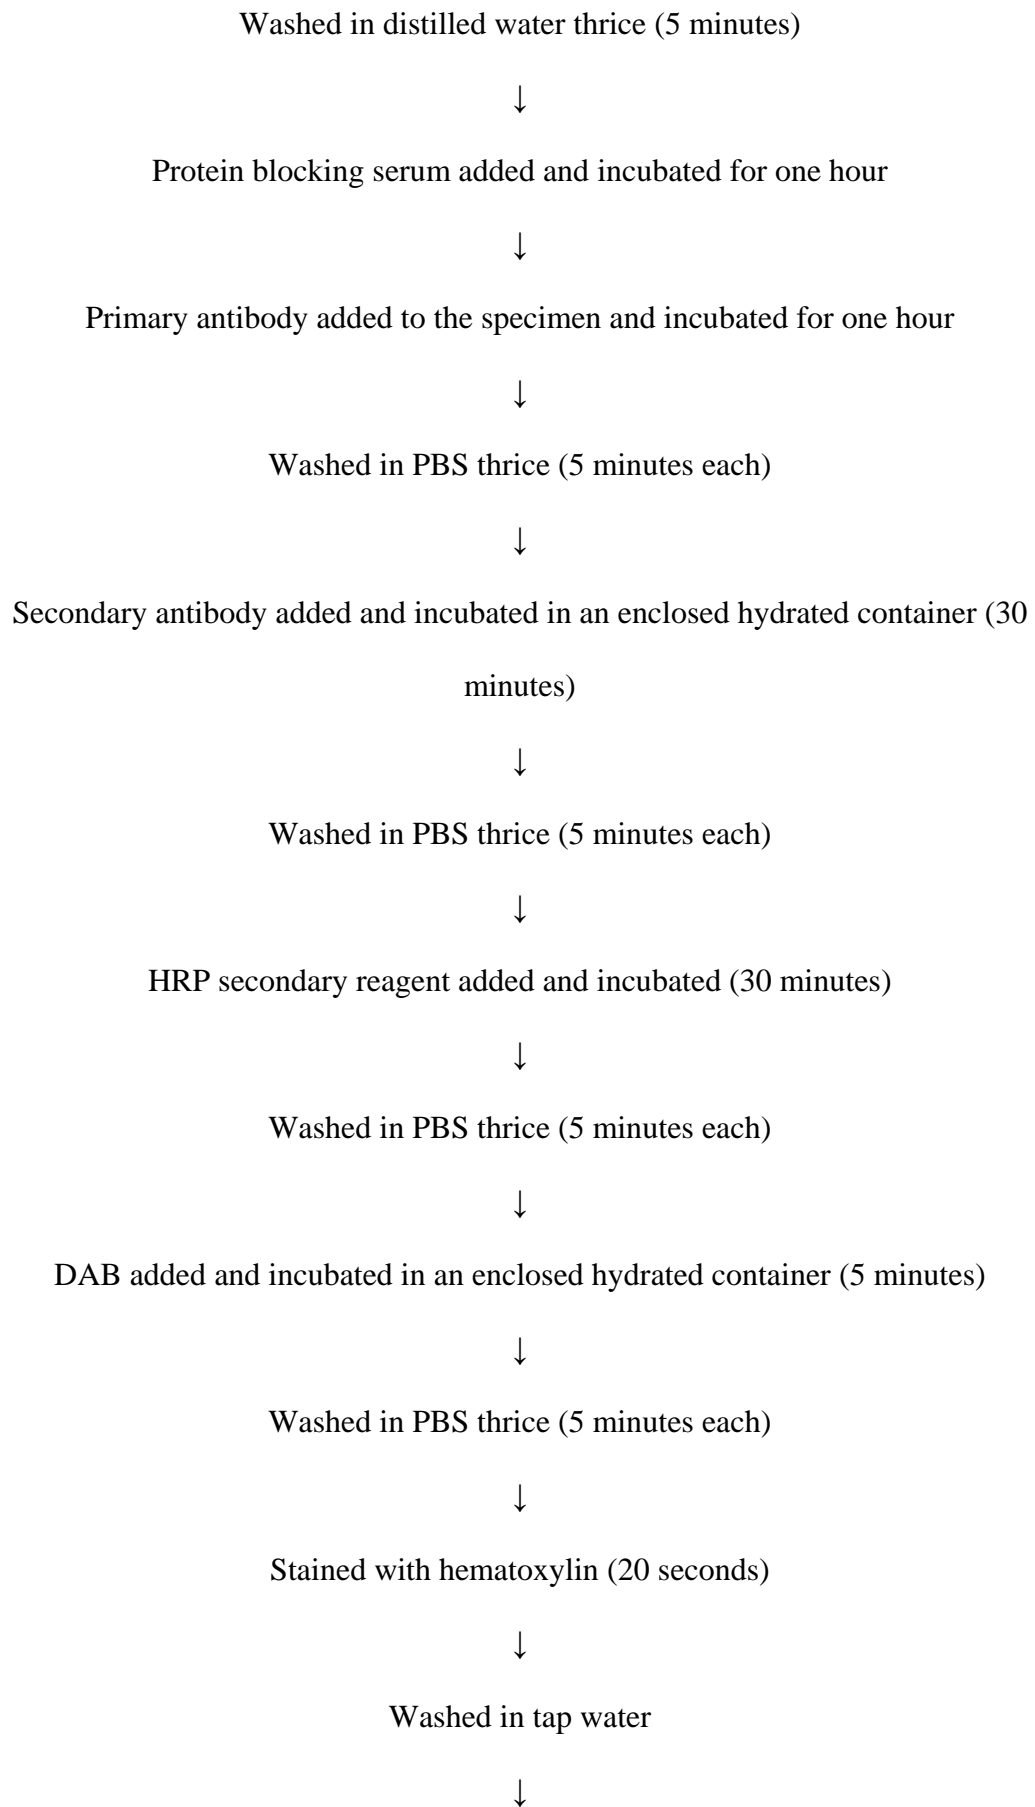 Washed in distilled water thrice (5 minutes)
↓
Protein blocking serum added and incubated for one hour
↓
Primary antibody added to the specimen and incubated for one hour
↓
Washed in PBS thrice (5 minutes each)
↓
Secondary antibody added and incubated in an enclosed hydrated container (30
minutes)
↓
Washed in PBS thrice (5 minutes each)
↓
HRP secondary reagent added and incubated (30 minutes)
↓
Washed in PBS thrice (5 minutes each)
↓
DAB added and incubated in an enclosed hydrated container (5 minutes)
↓
Washed in PBS thrice (5 minutes each)
↓
Stained with hematoxylin (20 seconds)
↓
Washed in tap water
↓